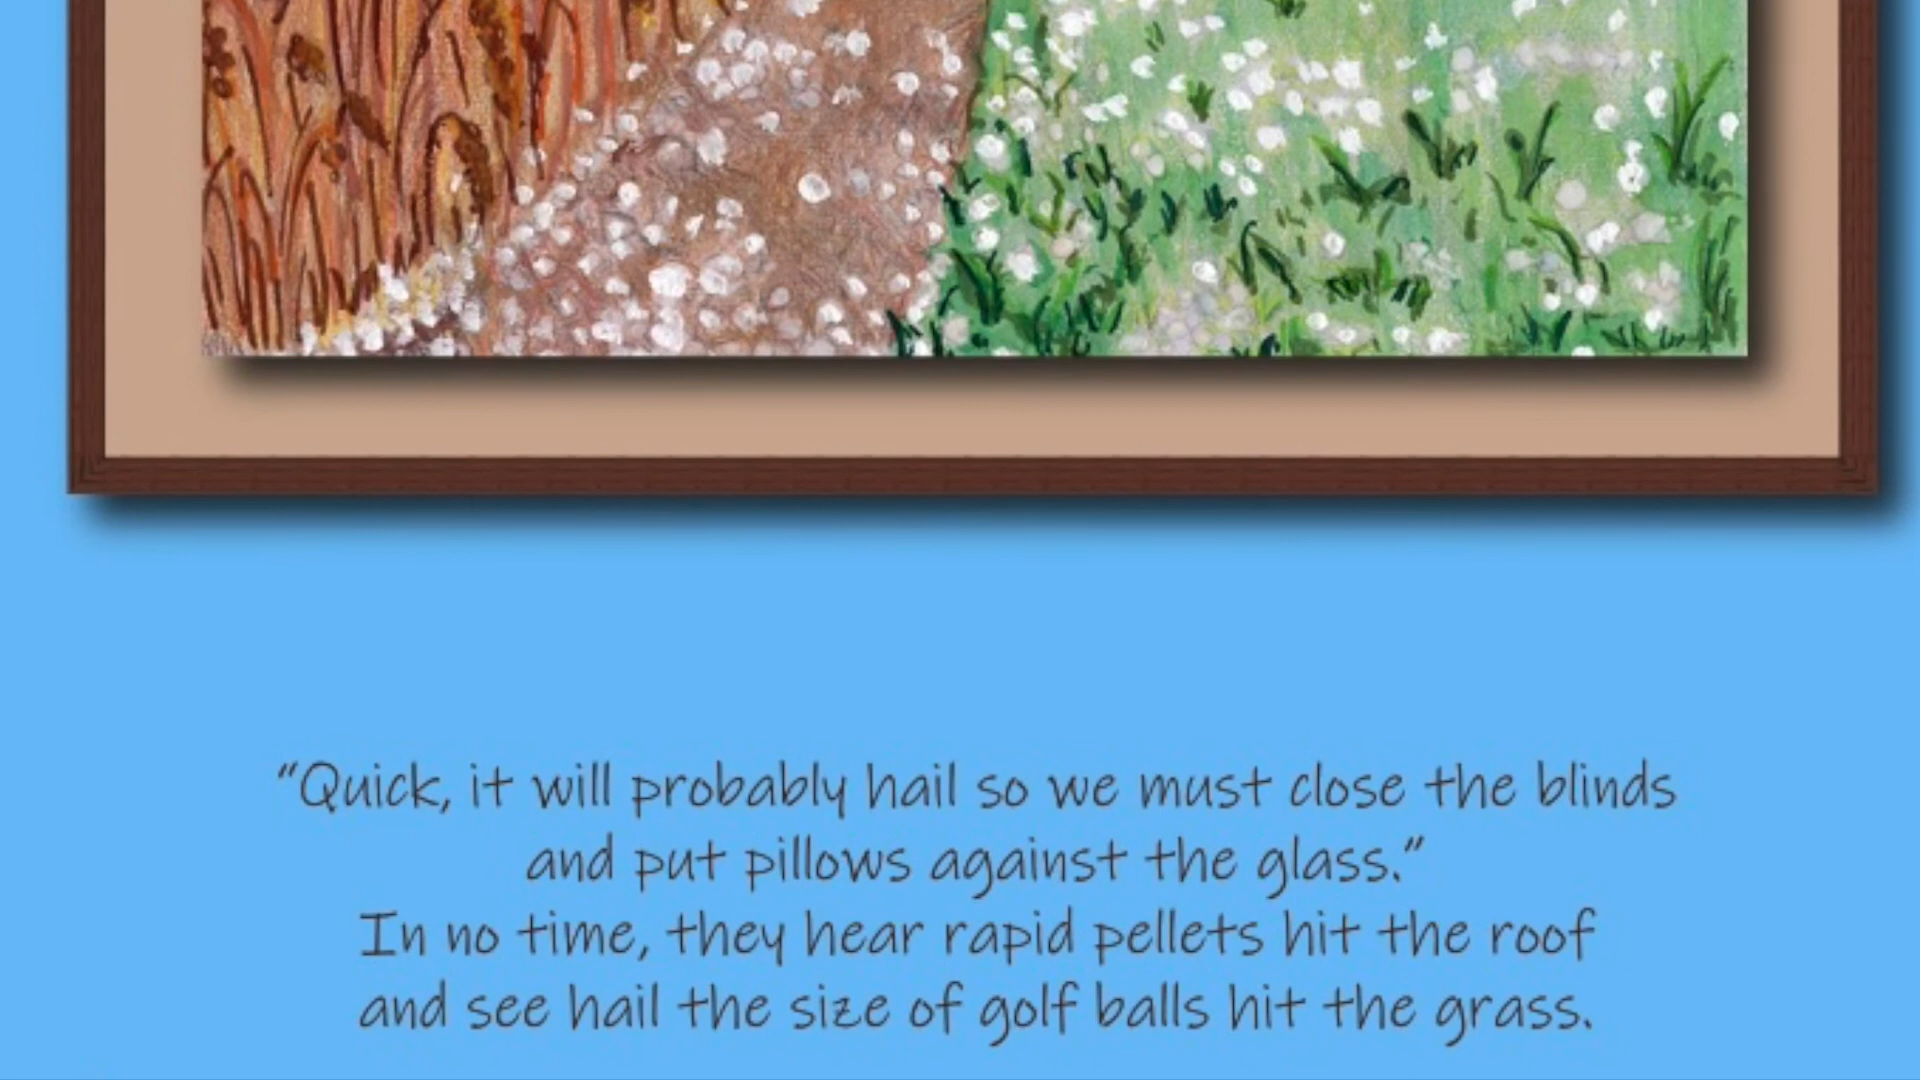 “Quick, it will probably hail so we must close the blinds
and put pillows against the glass.”
In no time, they hear rapid pellets hit the roof
and see hail the size of golf balls hit the grass.